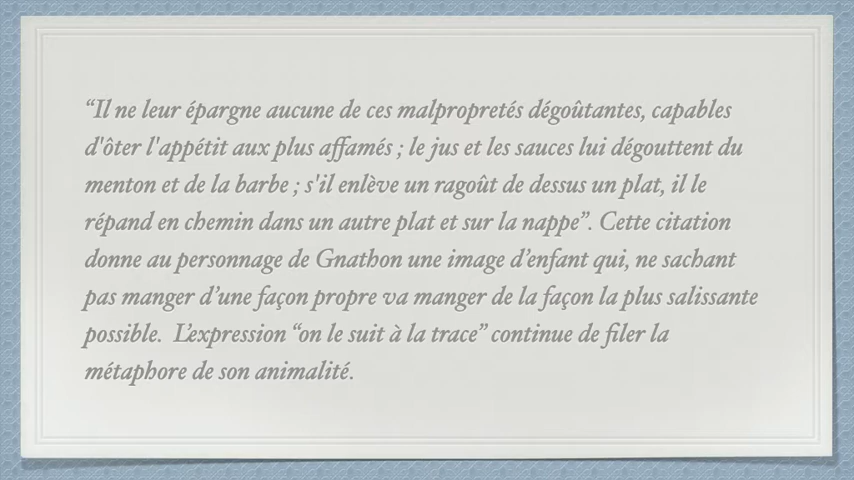 “Il ne leur épargne aucune de ces malpropretés dégoûtantes, capables
d'ôter l'appétit aux plus affamés ; le jus et les sauces lui dégouttent du
menton et de la barbe ; s'il enlève un ragoût de dessus un plat, il le
répand en chemin dans un autre plat et sur la nappe”. Cette citation
donne au personnage de Gnathon une image d’enfant qui, ne sachant
pas manger d’une façon propre va manger de la façon la plus salissante
possible.  L’expression “on le suit à la trace” continue de filer la
métaphore de son animalité.